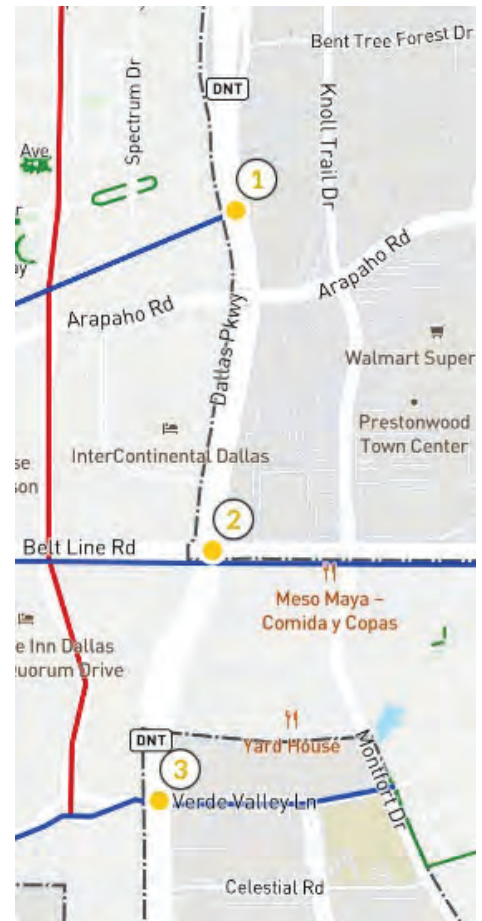 Bent Tree Forest Dr
Spectrum Dr
DNT
Knoll Trail Dr
Ave
1
r
ay
Arapaho Rd
Arapaho Rd
Dallas Pkwy
Walmart Super
Prestonwood
Town Center
InterContinental Dallas
se
son
2
Belt Line Rd
Meso Maya –
Comida y Copas
e Inn Dallas
Quorum Drive
DNT
Yard House
Montfort Dr
3
Verde Valley Ln
Celestial Rd